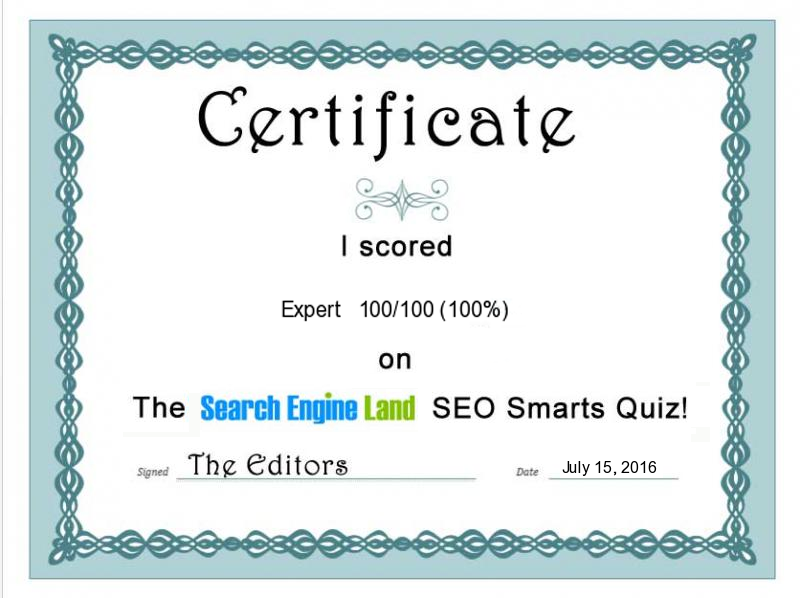 Certificate
I scored
Expert 100/100 (100%)
on
The Search Engine Land SEO Smarts Quiz!
Signed The Editors Date July 15, 2016